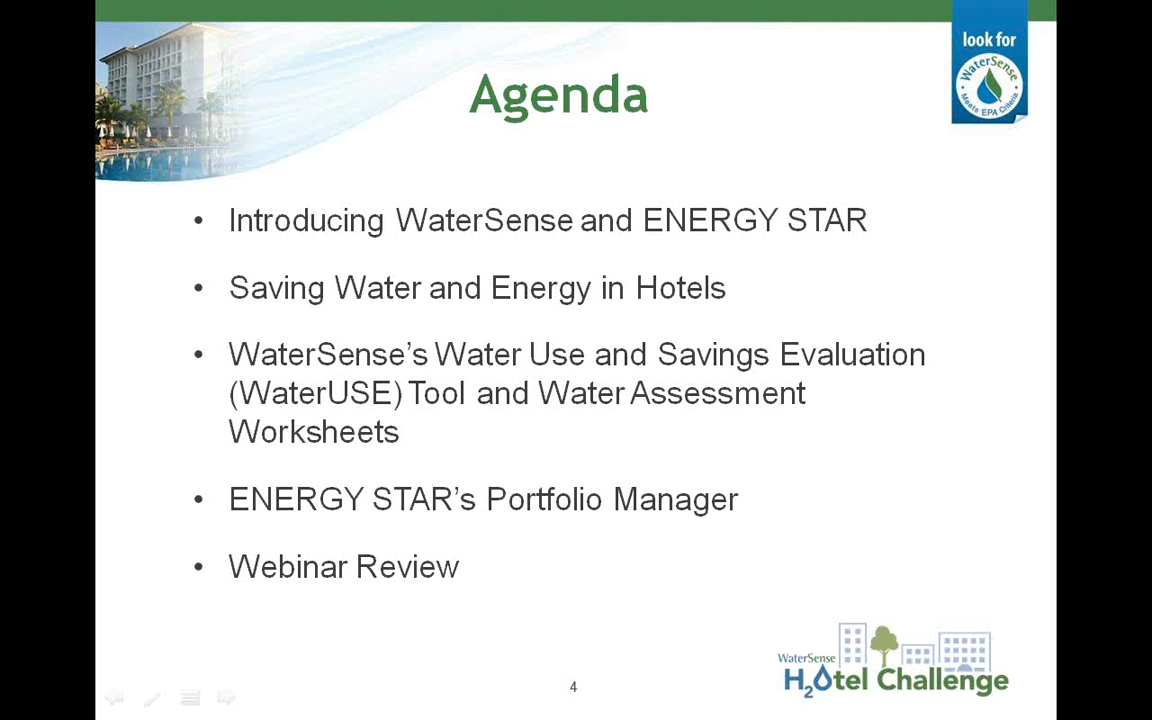 look for
WaterSense
Meets EPA Criteria
Agenda
• Introducing WaterSense and ENERGY STAR
• Saving Water and Energy in Hotels
• WaterSense’s Water Use and Savings Evaluation
(WaterUSE) Tool and Water Assessment
Worksheets
• ENERGY STAR’s Portfolio Manager
• Webinar Review
WaterSense
H2Otel Challenge
4